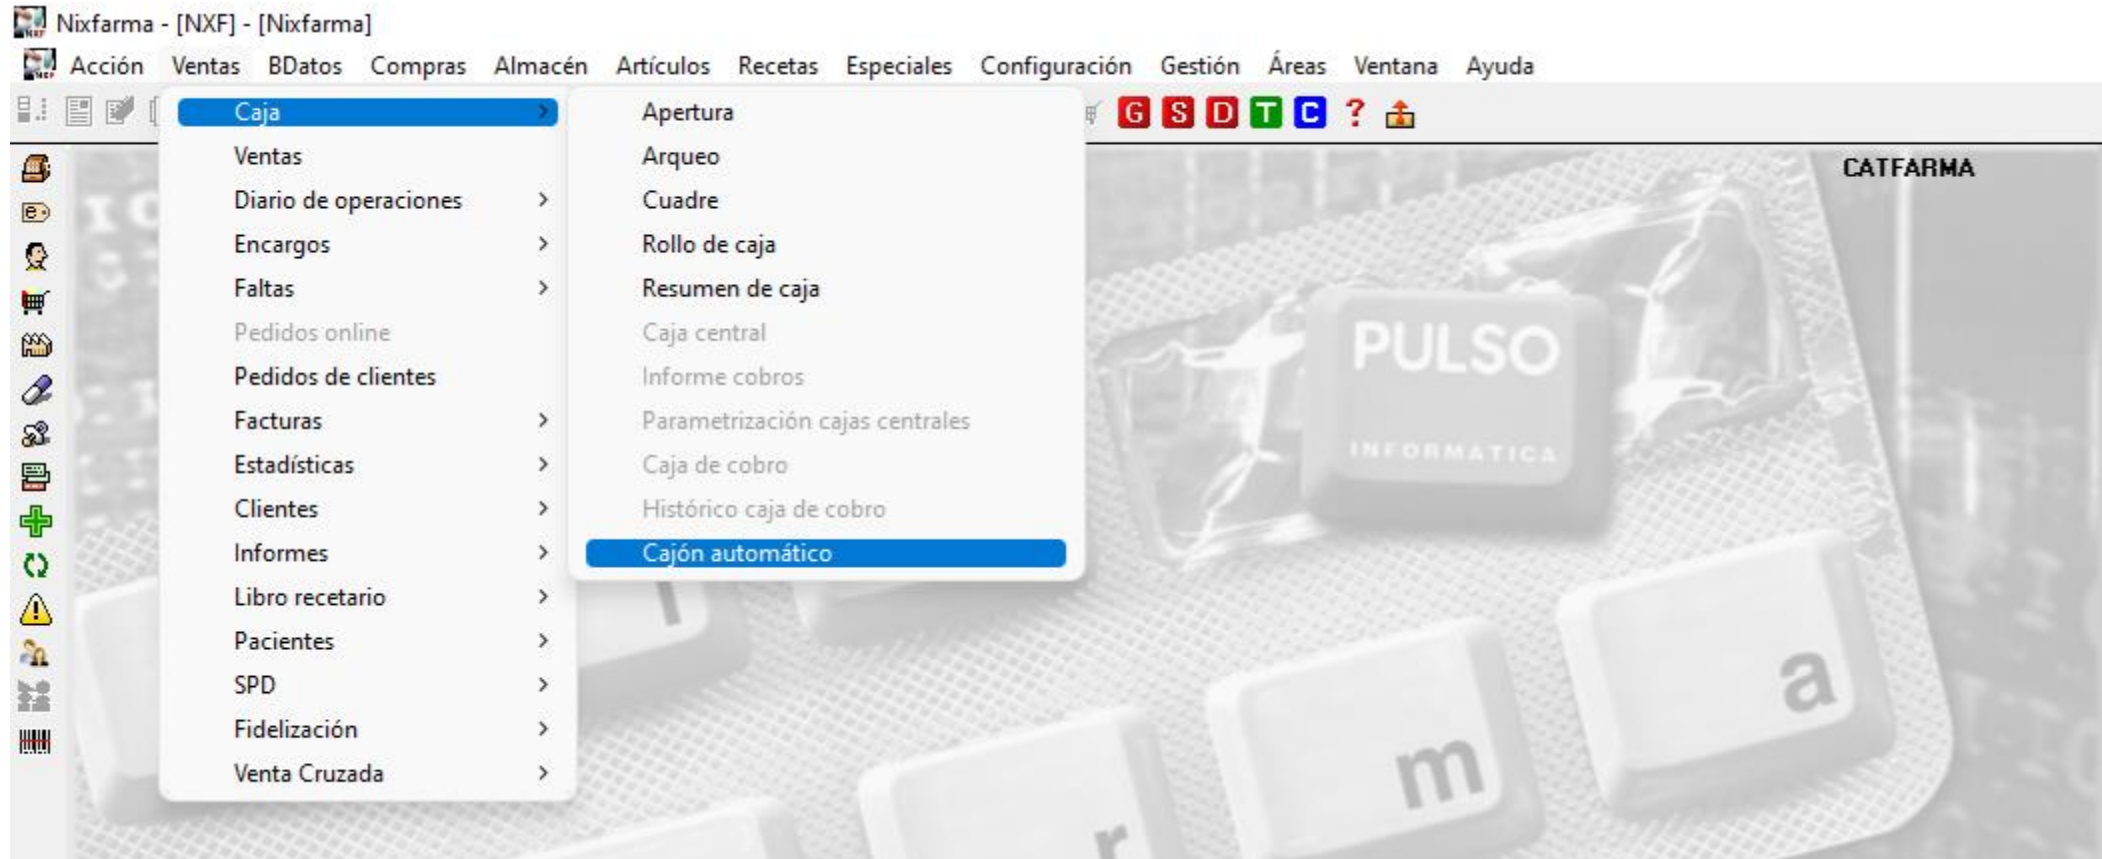 Nixfarma - [NXF] - [Nixfarma]
Acción Ventas BDatos Compras Almacén Artículos Recetas Especiales Configuración Gestión Áreas Ventana Ayuda
G S D T C ?
CATFARMA
Caja
Ventas
Diario de operaciones
Encargos
Faltas
Pedidos online
Pedidos de clientes
Facturas
Estadísticas
Clientes
Informes
Libro recetario
Pacientes
SPD
Fidelización
Venta Cruzada
Apertura
Arqueo
Cuadre
Rollo de caja
Resumen de caja
Caja central
Informe cobros
Parametrización cajas centrales
Caja de cobro
Histórico caja de cobro
Cajón automático
PULSO
INFORMATICA
a
m
r